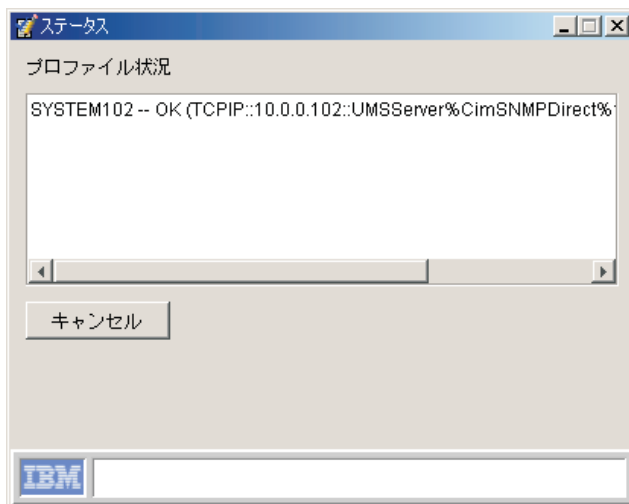 ステータス
プロファイル状況
SYSTEM102 -- OK (TCPIP::10.0.0.102::UMSServer%CimSNMPDirect%
キャンセル
IBM